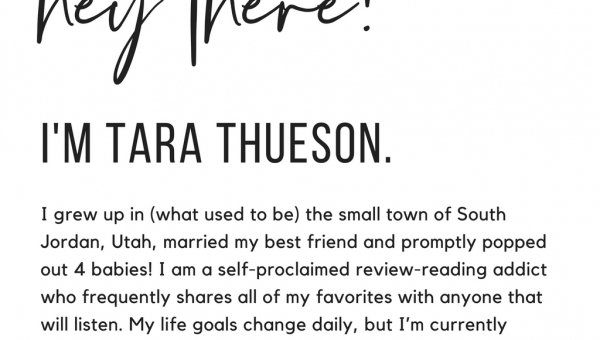 hey there!
I'M TARA THUESON.
I grew up in (what used to be) the small town of South
Jordan, Utah, married my best friend and promptly popped
out 4 babies! I am a self-proclaimed review-reading addict
who frequently shares all of my favorites with anyone that
will listen. My life goals change daily, but I’m currently